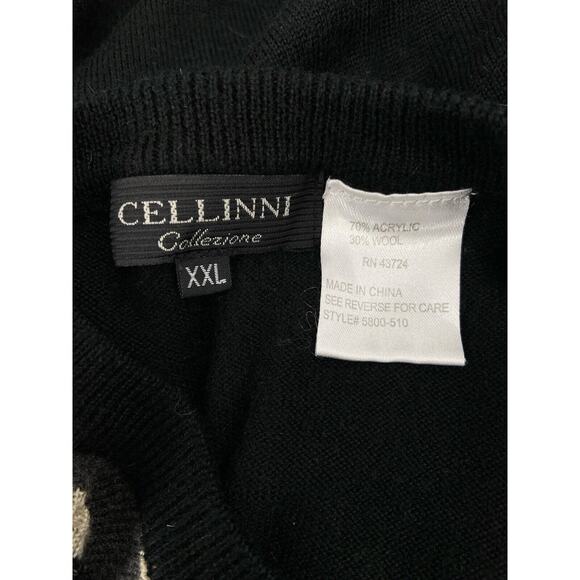 CELLINNI
Collezione
XXL
70% ACRYLIC
30% WOOL
RN 43724
MADE IN CHINA
SEE REVERSE FOR CARE
STYLE# 5800-510